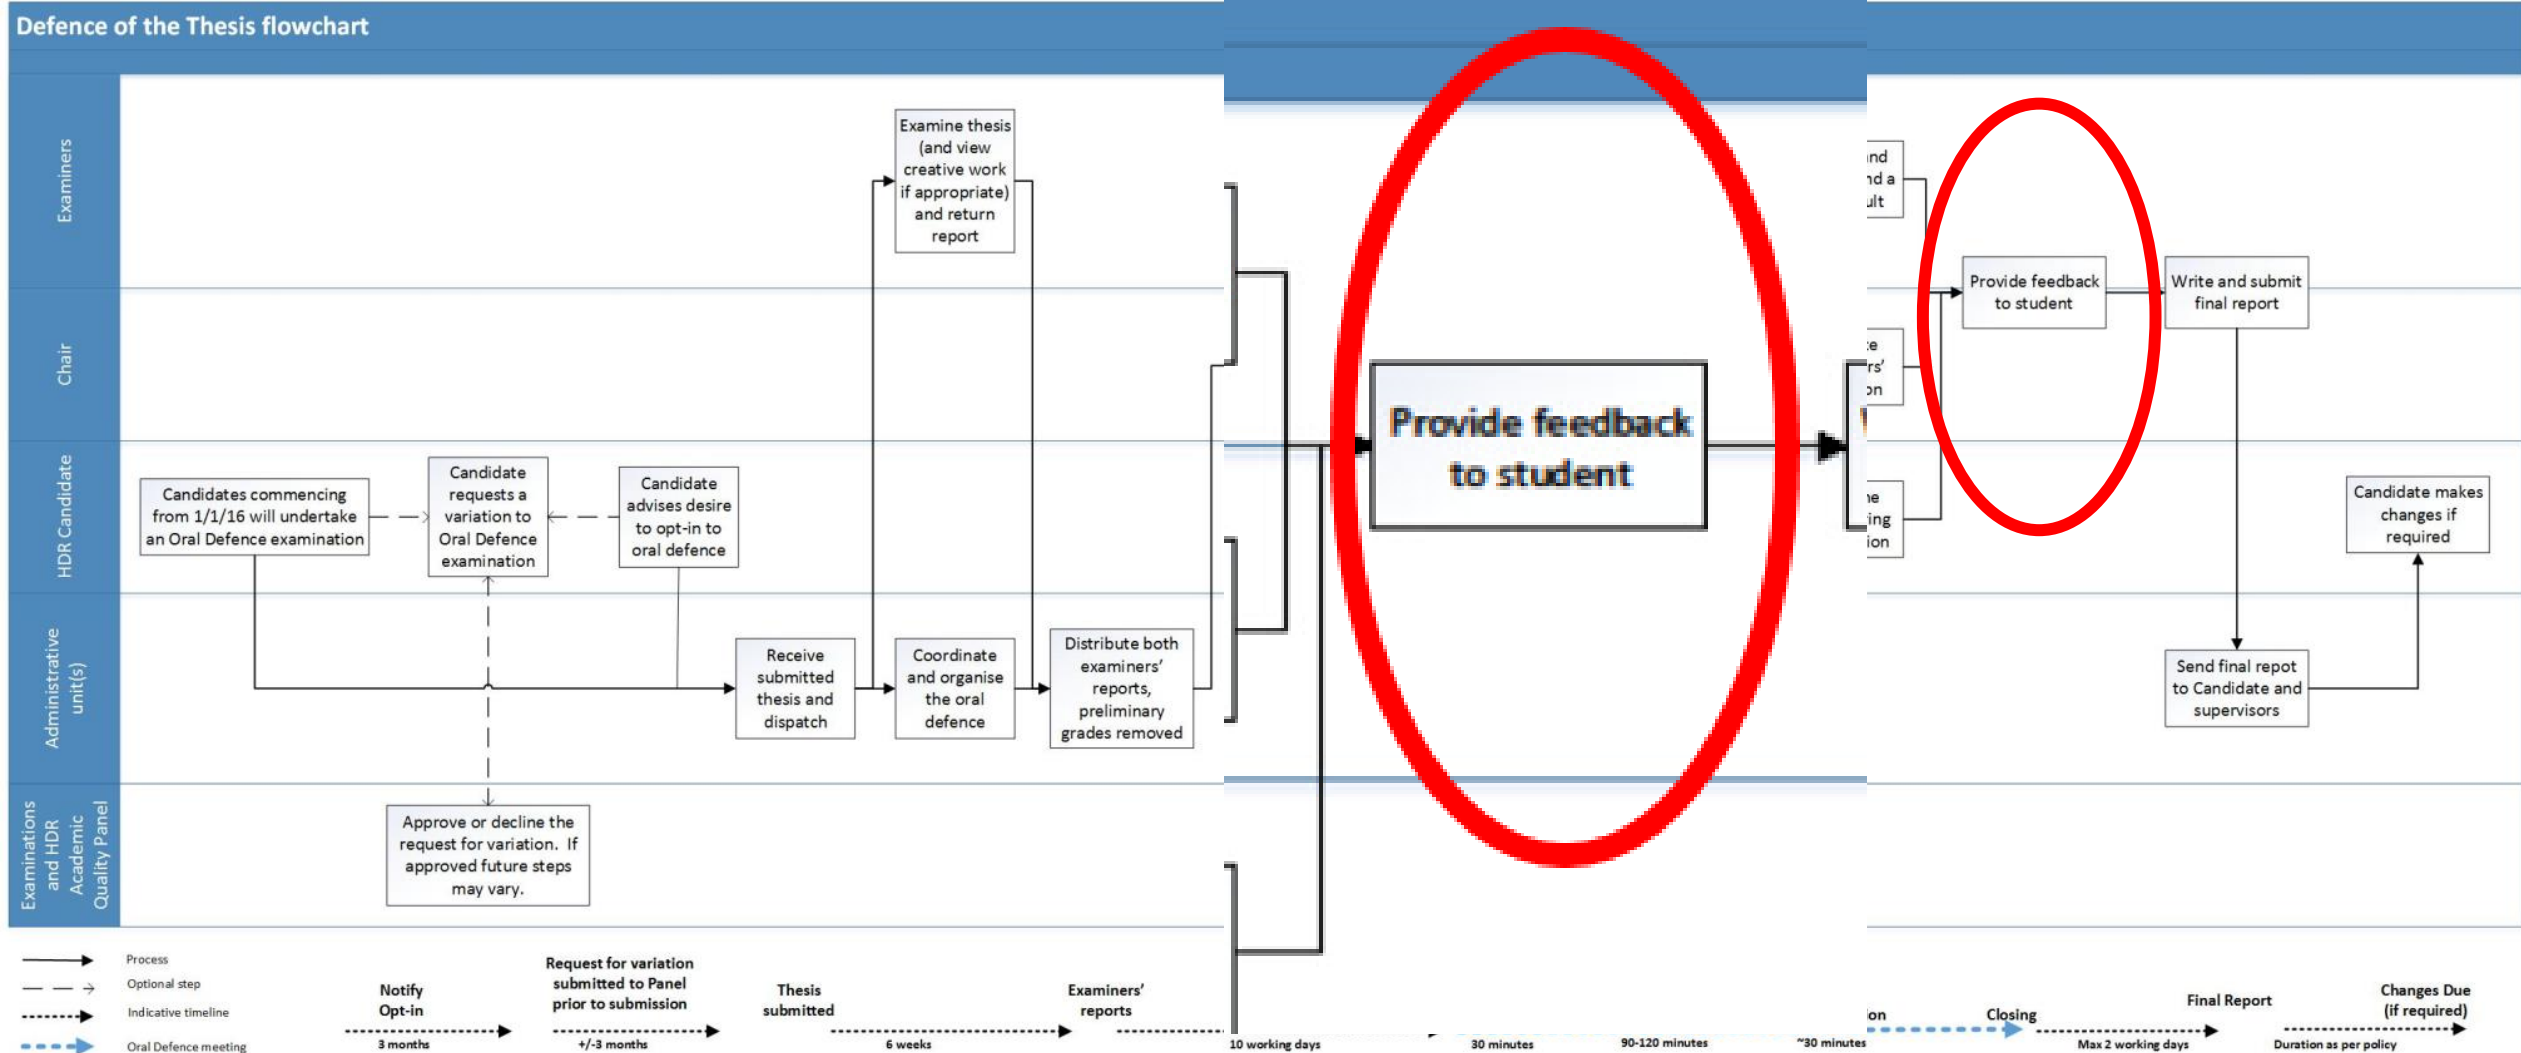 Defence of the Thesis flowchart
Examiners
Chair
HDR Candidate
Administrative
unit(s)
Examinations
and HDR
Academic
Quality Panel
Examine thesis
(and view
creative work
if appropriate)
and return
report
Candidates commencing
from 1/1/16 will undertake
an Oral Defence examination
Candidate
requests a
variation to
Oral Defence
examination
Candidate
advises desire
to opt-in to
oral defence
Receive
submitted
thesis and
dispatch
Coordinate
and organise
the oral
defence
Distribute both
examiners'
reports,
preliminary
grades removed
Approve or decline the
request for variation. If
approved future steps
may vary.
Provide feedback
to student
Provide feedback
to student
Write and submit
final report
Candidate makes
changes if
required
Send final repot
to Candidate and
supervisors
Process
Optional step
Indicative timeline
Oral Defence meeting
Notify
Opt-in
3 months
Request for variation
submitted to Panel
prior to submission
+/-3 months
Thesis
submitted
6 weeks
Examiners'
reports
10 working days
30 minutes
90-120 minutes
~30 minutes
Closing
Max 2 working days
Final Report
Duration as per policy
Changes Due
(if required)